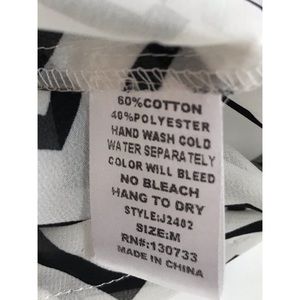 60%COTTON
40%POLYESTER
HAND WASH COLD
WATER SEPARATELY
COLOR WILL BLEED
NO BLEACH
HANG TO DRY
STYLE:J2402
SIZE:M
RN#:130733
MADE IN CHINA